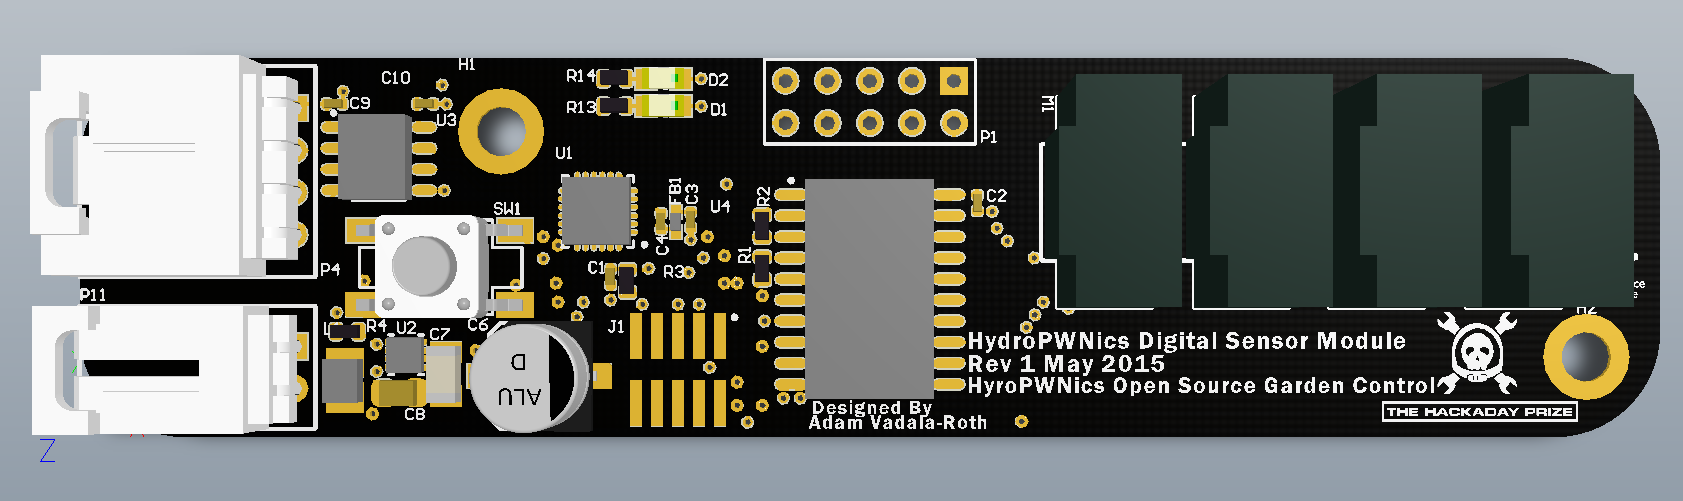 H1
C10
R14
D2
C9
R13
D1
U3
M1
P1
U1
FB1
C3
R2
U4
C2
SW1
C4
R1
P4
C1
R3
P11
R4
U2
C6
C7
J1
H2
HydroPWNics Digital Sensor Module
Rev 1 May 2015
HyroPWNics Open Source Garden Control
D
ALU
C8
Designed By
Adam Vadala-Roth
THE HACKADAY PRIZE
Z